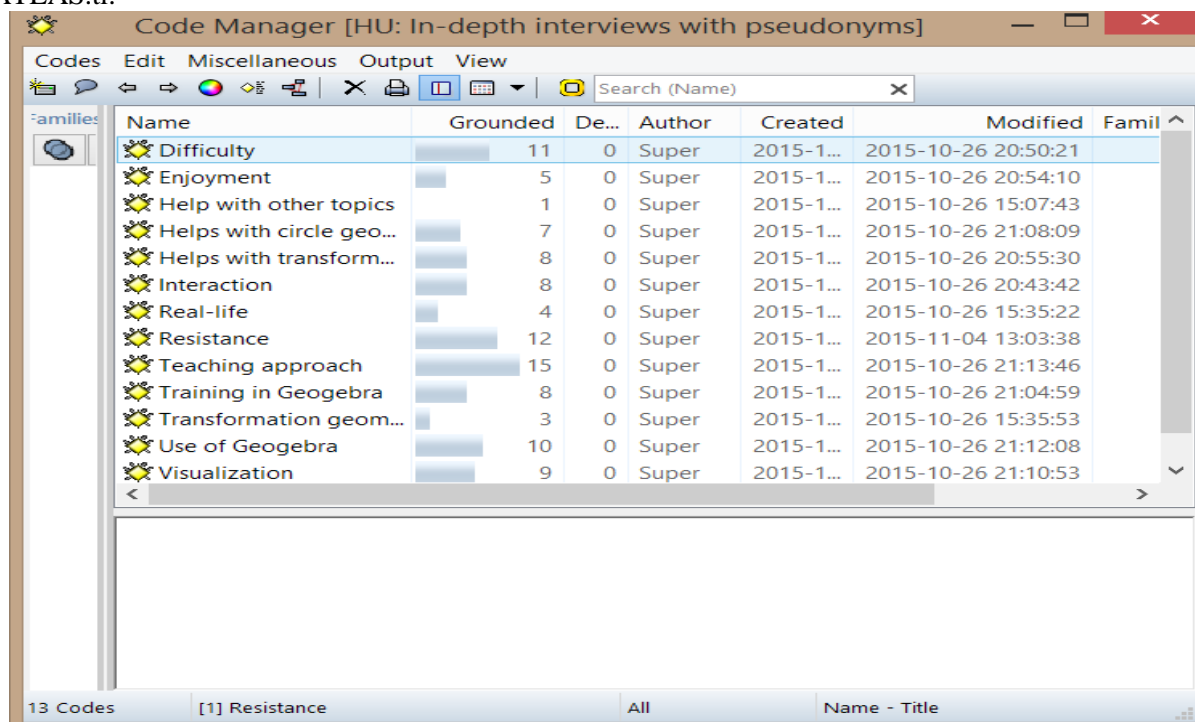 ATLAS.ti.
Code Manager [HU: In-depth interviews with pseudonyms]
Codes Edit Miscellaneous Output View
Search (Name)
Families
Name Grounded De... Author Created Modified Famil
Difficulty 11 0 Super 2015-1... 2015-10-26 20:50:21
Enjoyment 5 0 Super 2015-1... 2015-10-26 20:54:10
Help with other topics 1 0 Super 2015-1... 2015-10-26 15:07:43
Helps with circle geo... 7 0 Super 2015-1... 2015-10-26 21:08:09
Helps with transform... 8 0 Super 2015-1... 2015-10-26 20:55:30
Interaction 8 0 Super 2015-1... 2015-10-26 20:43:42
Real-life 4 0 Super 2015-1... 2015-10-26 15:35:22
Resistance 12 0 Super 2015-1... 2015-11-04 13:03:38
Teaching approach 15 0 Super 2015-1... 2015-10-26 21:13:46
Training in Geogebra 8 0 Super 2015-1... 2015-10-26 21:04:59
Transformation geom... 3 0 Super 2015-1... 2015-10-26 15:35:53
Use of Geogebra 10 0 Super 2015-1... 2015-10-26 21:12:08
Visualization 9 0 Super 2015-1... 2015-10-26 21:10:53
13 Codes [1] Resistance All Name - Title